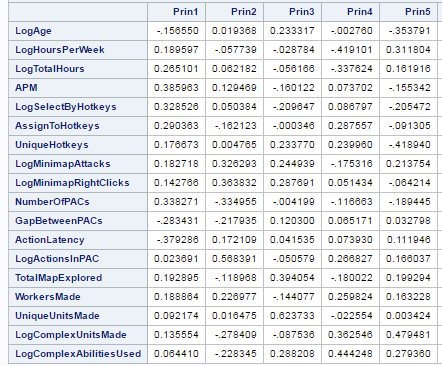 Prin1 Prin2 Prin3 Prin4 Prin5
LogAge -.156550 0.019368 0.233317 -.002760 -.353791
LogHoursPerWeek 0.189597 -.057739 -.028784 -.419101 0.311804
LogTotalHours 0.265101 0.062182 -.056166 -.337624 0.161916
APM 0.385963 0.129469 -.160122 0.073702 -.155342
LogSelectByHotkeys 0.328526 0.050384 -.209647 0.086797 -.205472
AssignToHotkeys 0.290363 -.162123 -.000346 0.287557 -.091305
UniqueHotkeys 0.176673 0.004765 0.233770 0.239960 -.418940
LogMinimapAttacks 0.182718 0.326293 0.244939 -.175316 0.213754
LogMinimapRightClicks 0.142766 0.363832 0.287691 0.051434 -.064214
NumberOfPACs 0.338271 -.334955 -.004199 -.116663 -.189445
GapBetweenPACs -.283431 -.217935 0.120300 0.065171 0.032798
ActionLatency -.379286 0.172109 0.041535 0.073930 0.111946
LogActionsInPAC 0.023691 0.568391 -.050579 0.266827 0.166037
TotalMapExplored 0.192895 -.118968 0.394054 -.180022 0.199294
WorkersMade 0.188864 0.226977 -.144077 0.259824 0.163228
UniqueUnitsMade 0.092174 0.016475 0.623733 -.022554 0.003424
LogComplexUnitsMade 0.135554 -.278409 -.087536 0.362546 0.479481
LogComplexAbilitiesUsed 0.064410 -.228345 0.288208 0.444248 0.279360